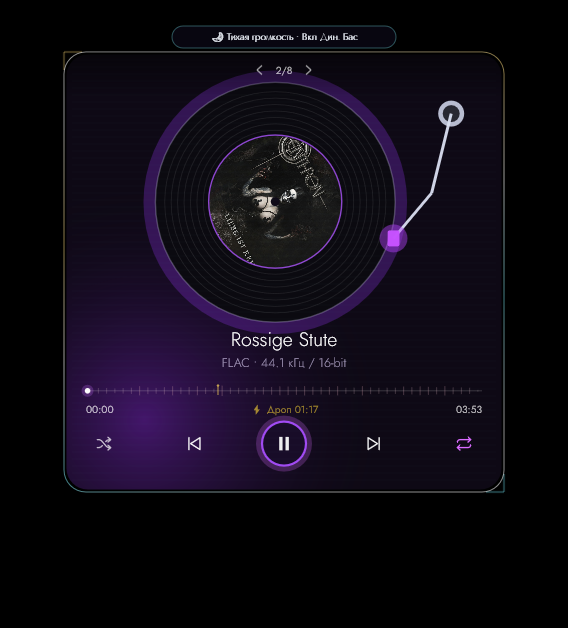 🌙 Тихая громкость · Вкл Дин. Бас
2/8
Rossige Stute
FLAC · 44.1 кГц / 16-bit
00:00
Дроп 01:17
03:53